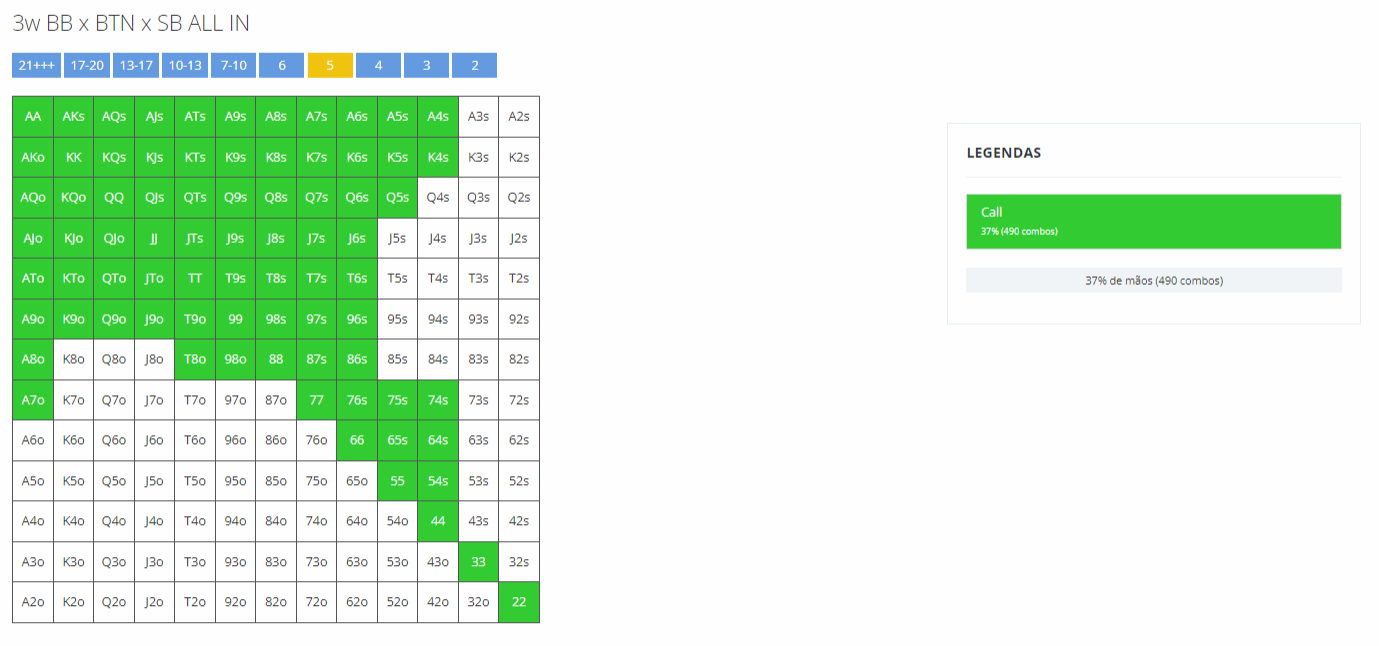 3w BB x BTN x SB ALL IN
21+++ 17-20 13-17 10-13 7-10 6 5 4 3 2
AA AKs AQs AJs ATs A9s A8s A7s A6s A5s A4s A3s A2s
AKo KK KQs KJs KTs K9s K8s K7s K6s K5s K4s K3s K2s
AQo KQo QQ QJs QTs Q9s Q8s Q7s Q6s Q5s Q4s Q3s Q2s
AJo KJo QJo JJ JTs J9s J8s J7s J6s J5s J4s J3s J2s
ATo KTo QTo JTo TT T9s T8s T7s T6s T5s T4s T3s T2s
A9o K9o Q9o J9o T9o 99 98s 97s 96s 95s 94s 93s 92s
A8o K8o Q8o J8o T8o 98o 88 87s 86s 85s 84s 83s 82s
A7o K7o Q7o J7o T7o 97o 87o 77 76s 75s 74s 73s 72s
A6o K6o Q6o J6o T6o 96o 86o 76o 66 65s 64s 63s 62s
A5o K5o Q5o J5o T5o 95o 85o 75o 65o 55 54s 53s 52s
A4o K4o Q4o J4o T4o 94o 84o 74o 64o 54o 44 43s 42s
A3o K3o Q3o J3o T3o 93o 83o 73o 63o 53o 43o 33 32s
A2o K2o Q2o J2o T2o 92o 82o 72o 62o 52o 42o 32o 22
LEGENDAS
Call
37% (490 combos)
37% de mãos (490 combos)